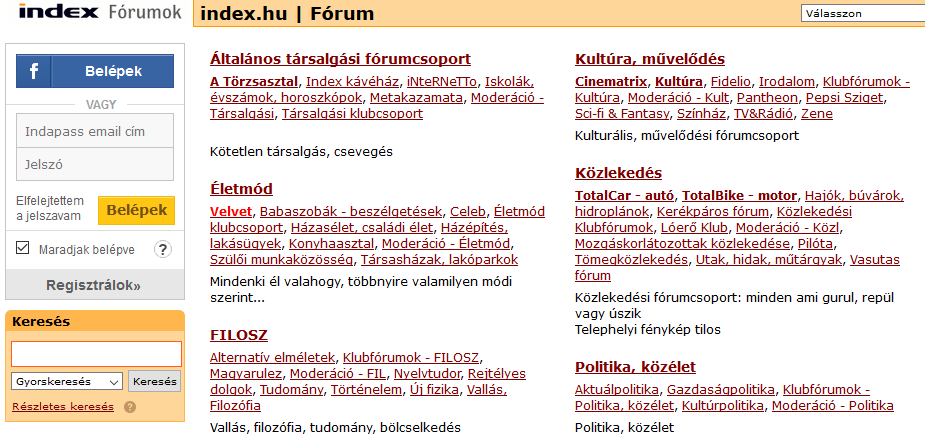 index Fórumok
index.hu | Fórum
Válasszon
f Belépek
VAGY
Indapass email cím
Jelszó
Elfelejtettem
a jelszavam
Belépek
Maradjak belépve ?
Regisztrálok»
Keresés
Gyorskeresés
Keresés
Részletes keresés ?
Általános társalgási fórumcsoport
A Törzsasztal, Index kávéház, iNteRNeTTo, Iskolák,
évszámok, horoszkópok, Metakazamata, Moderáció -
Társalgási, Társalgási klubcsoport
Kötetlen társalgás, csevegés
Életmód
Velvet, Babaszobák - beszélgetések, Celeb, Életmód
klubcsoport, Házasélet, családi élet, Házépítés,
lakásügyek, Konyhaasztal, Moderáció - Életmód,
Szülői munkaközösség, Társasházak, lakóparkok
Mindenki él valahogy, többnyire valamilyen módi
szerint...
FILOSZ
Alternatív elméletek, Klubfórumok - FILOSZ,
Magyarulez, Moderáció - FIL, Nyelvtudor, Rejtélyes
dolgok, Tudomány, Történelem, Új fizika, Vallás,
Filozófia
Vallás, filozófia, tudomány, bölcselkedés
Kultúra, művelődés
Cinematrix, Kultúra, Fidelio, Irodalom, Klubfórumok -
Kultúra, Moderáció - Kult, Pantheon, Pepsi Sziget,
Sci-fi & Fantasy, Színház, TV&Rádió, Zene
Kulturális, művelődési fórumcsoport
Közlekedés
TotalCar - autó, TotalBike - motor, Hajók, búvárok,
hidroplánok, Kerékpáros fórum, Közlekedési
Klubfórumok, Lóerő Klub, Moderáció - Közl,
Mozgáskorlátozottak közlekedése, Pilóta,
Tömegközlekedés, Utak, hidak, műtárgyak, Vasutas
fórum
Közlekedési fórumcsoport: minden ami gurul, repül
vagy úszik
Telephelyi fénykép tilos
Politika, közélet
Aktuálpolitika, Gazdaságpolitika, Klubfórumok -
Politika, közélet, Kultúrpolitika, Moderáció - Politika
Politika, közélet